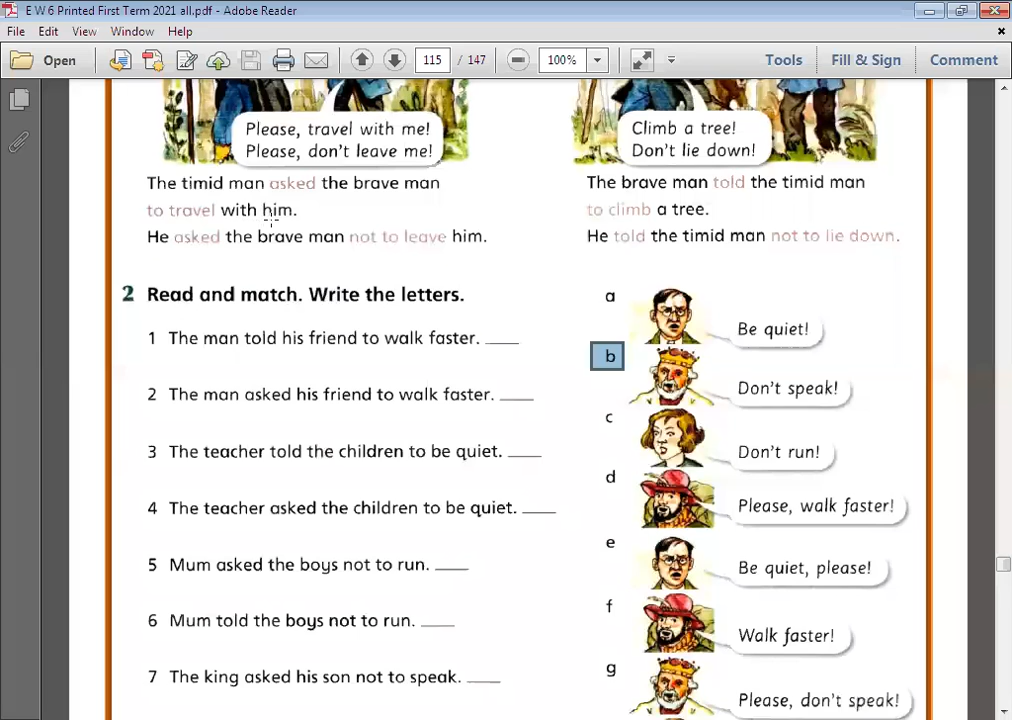 E W 6 Printed First Term 2021 all.pdf - Adobe Reader
File Edit View Window Help
Open 115 / 147 100% Tools Fill & Sign Comment
Please, travel with me!
Please, don't leave me!
Climb a tree!
Don't lie down!
The timid man asked the brave man
to travel with him.
He asked the brave man not to leave him.
The brave man told the timid man
to climb a tree.
He told the timid man not to lie down.
2 Read and match. Write the letters.
1 The man told his friend to walk faster. ____
2 The man asked his friend to walk faster. ____
3 The teacher told the children to be quiet. ____
4 The teacher asked the children to be quiet. ____
5 Mum asked the boys not to run. ____
6 Mum told the boys not to run. ____
7 The king asked his son not to speak. ____
a Be quiet!
b Don't speak!
c Don't run!
d Please, walk faster!
e Be quiet, please!
f Walk faster!
g Please, don't speak!